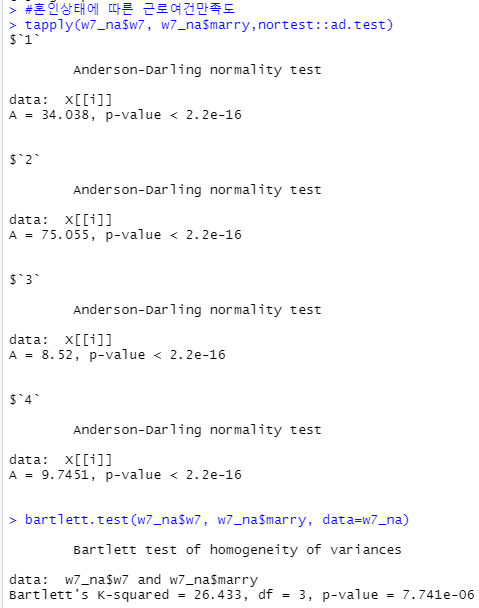 > #혼인상태에 따른 근로여건만족도
> tapply(w7_na$w7, w7_na$marry,nortest::ad.test)
$`1`
Anderson-Darling normality test
data:  X[[i]]
A = 34.038, p-value < 2.2e-16
$`2`
Anderson-Darling normality test
data:  X[[i]]
A = 75.055, p-value < 2.2e-16
$`3`
Anderson-Darling normality test
data:  X[[i]]
A = 8.52, p-value < 2.2e-16
$`4`
Anderson-Darling normality test
data:  X[[i]]
A = 9.7451, p-value < 2.2e-16
> bartlett.test(w7_na$w7, w7_na$marry, data=w7_na)
Bartlett test of homogeneity of variances
data:  w7_na$w7 and w7_na$marry
Bartlett's K-squared = 26.433, df = 3, p-value = 7.741e-06